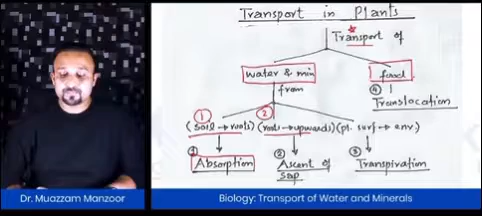 Transport in Plants
Transport of
water & min
food
from
④
Translocation
① ②
(soil → roots) (roots → upwards) (pt. surf → env)
① ② ③
Absorption Ascent of Transpiration
sap
Dr. Muazzam Manzoor
Biology: Transport of Water and Minerals